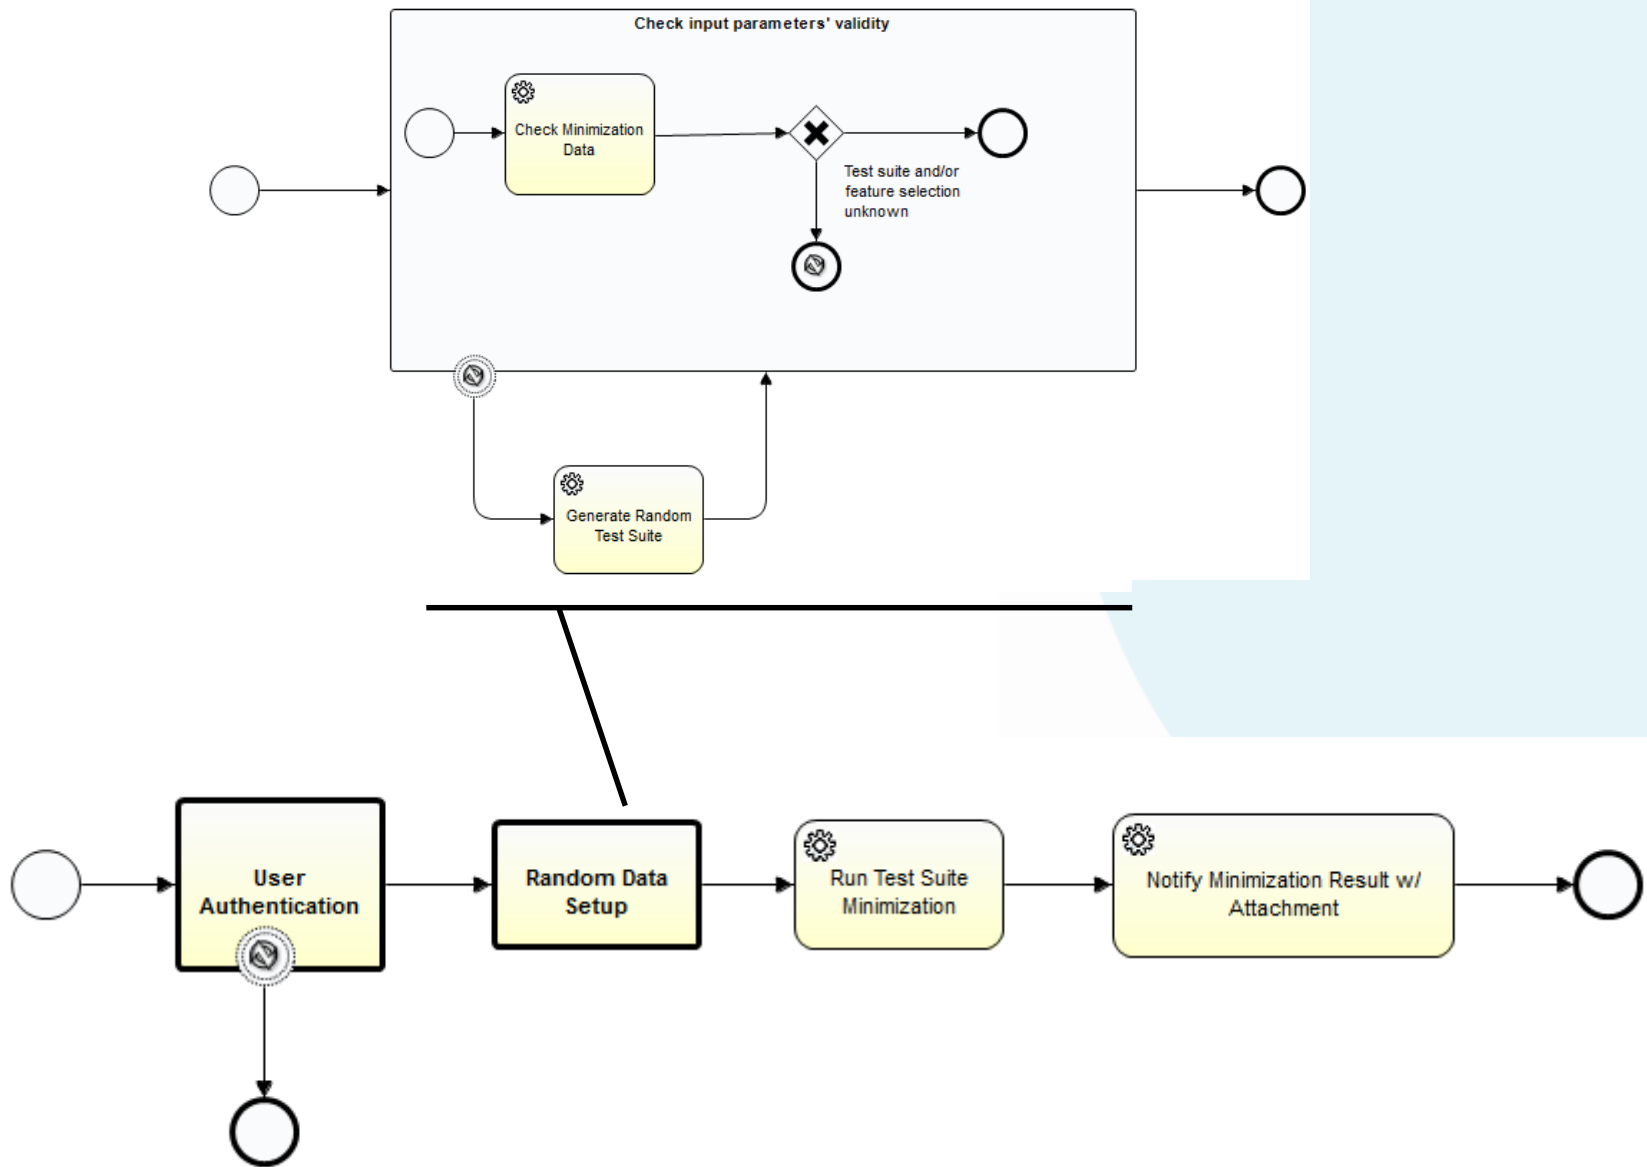 Check input parameters' validity
Check Minimization
Data
Test suite and/or
feature selection
unknown
Generate Random
Test Suite
User
Authentication
Random Data
Setup
Run Test Suite
Minimization
Notify Minimization Result w/
Attachment